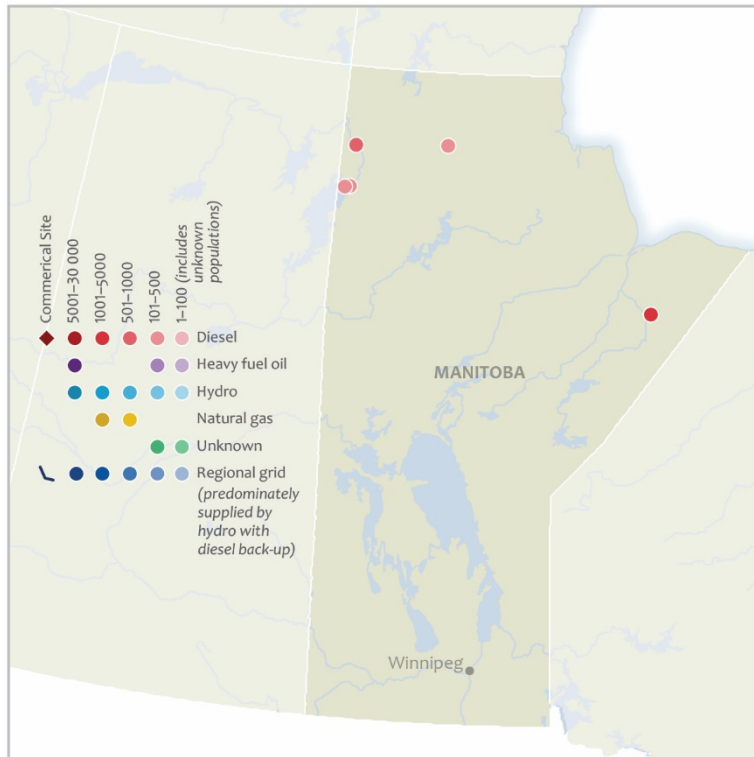 Commerical Site
5001–30 000
1001–5000
501–1000
101–500
1–100 (includes
unknown
populations)
Diesel
Heavy fuel oil
Hydro
Natural gas
Unknown
Regional grid
(predominately
supplied by
hydro with
diesel back-up)
MANITOBA
Winnipeg